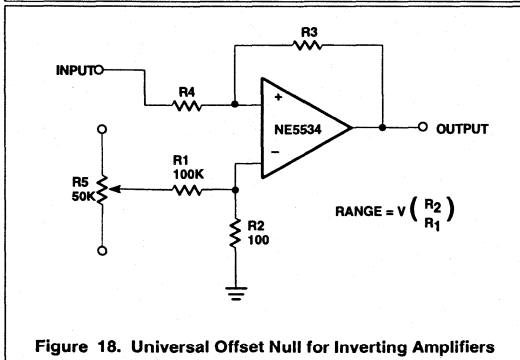 R3
INPUT
R4
+
NE5534
OUTPUT
−
R1
100K
R5
50K
R2
100
RANGE = V ( R2 R1 )
Figure 18. Universal Offset Null for Inverting Amplifiers